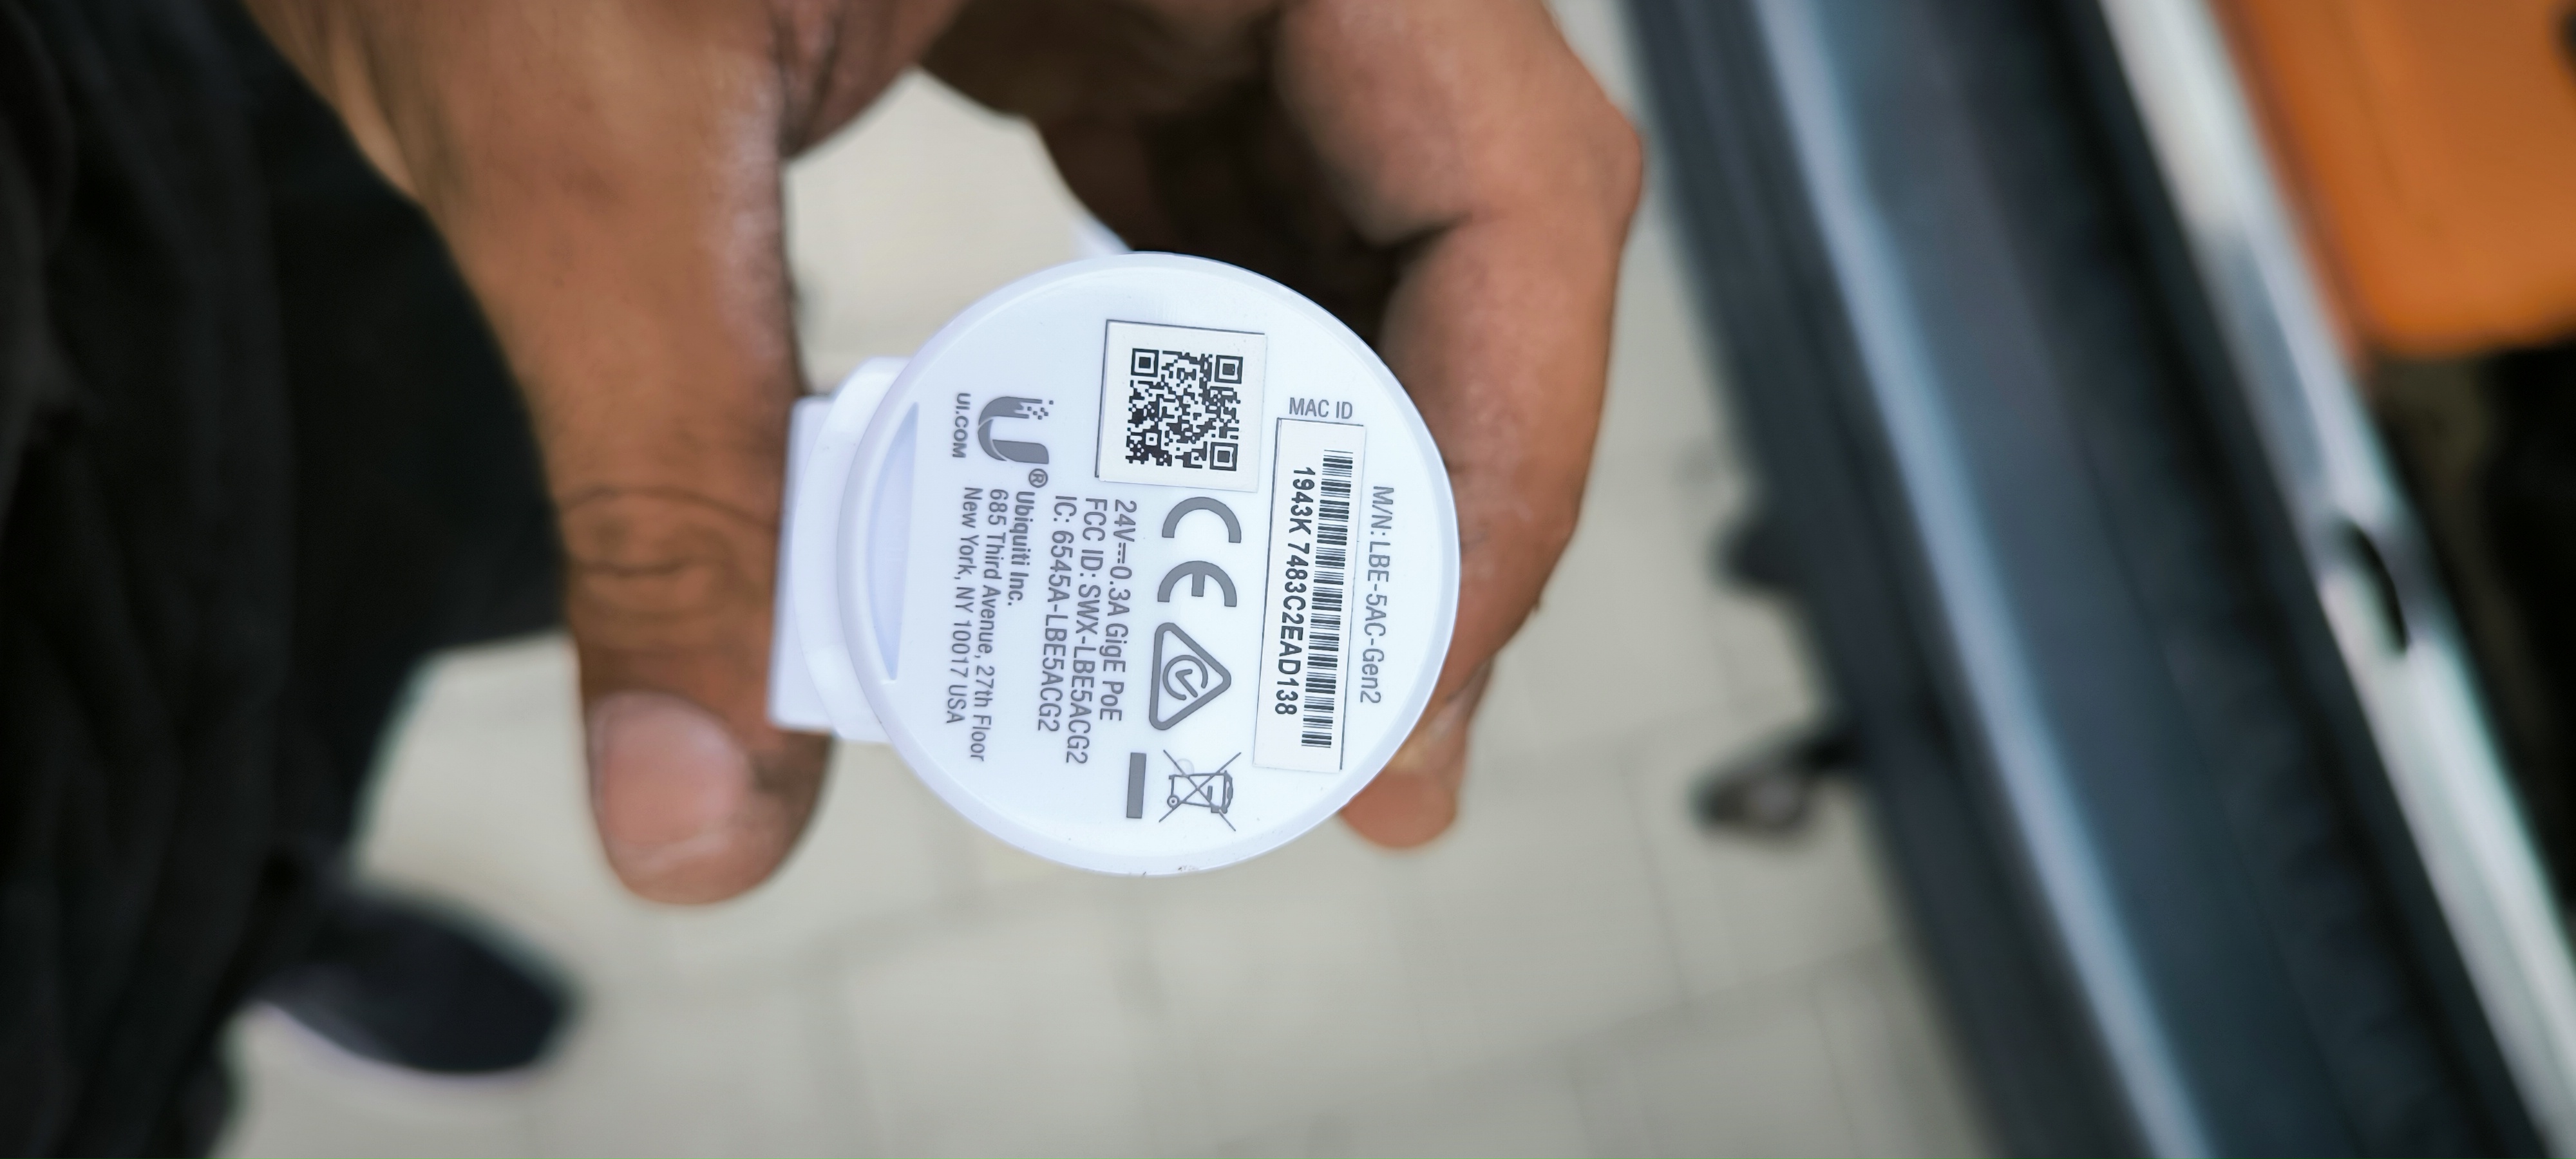 M/N: LBE-5AC-Gen2
MAC ID
1943K 7483C2EAD138
24V⎓0.3A GigE PoE
FCC ID: SWX-LBE5ACG2
IC: 6545A-LBE5ACG2
®
UI.COM
Ubiquiti Inc.
685 Third Avenue, 27th Floor
New York, NY 10017 USA